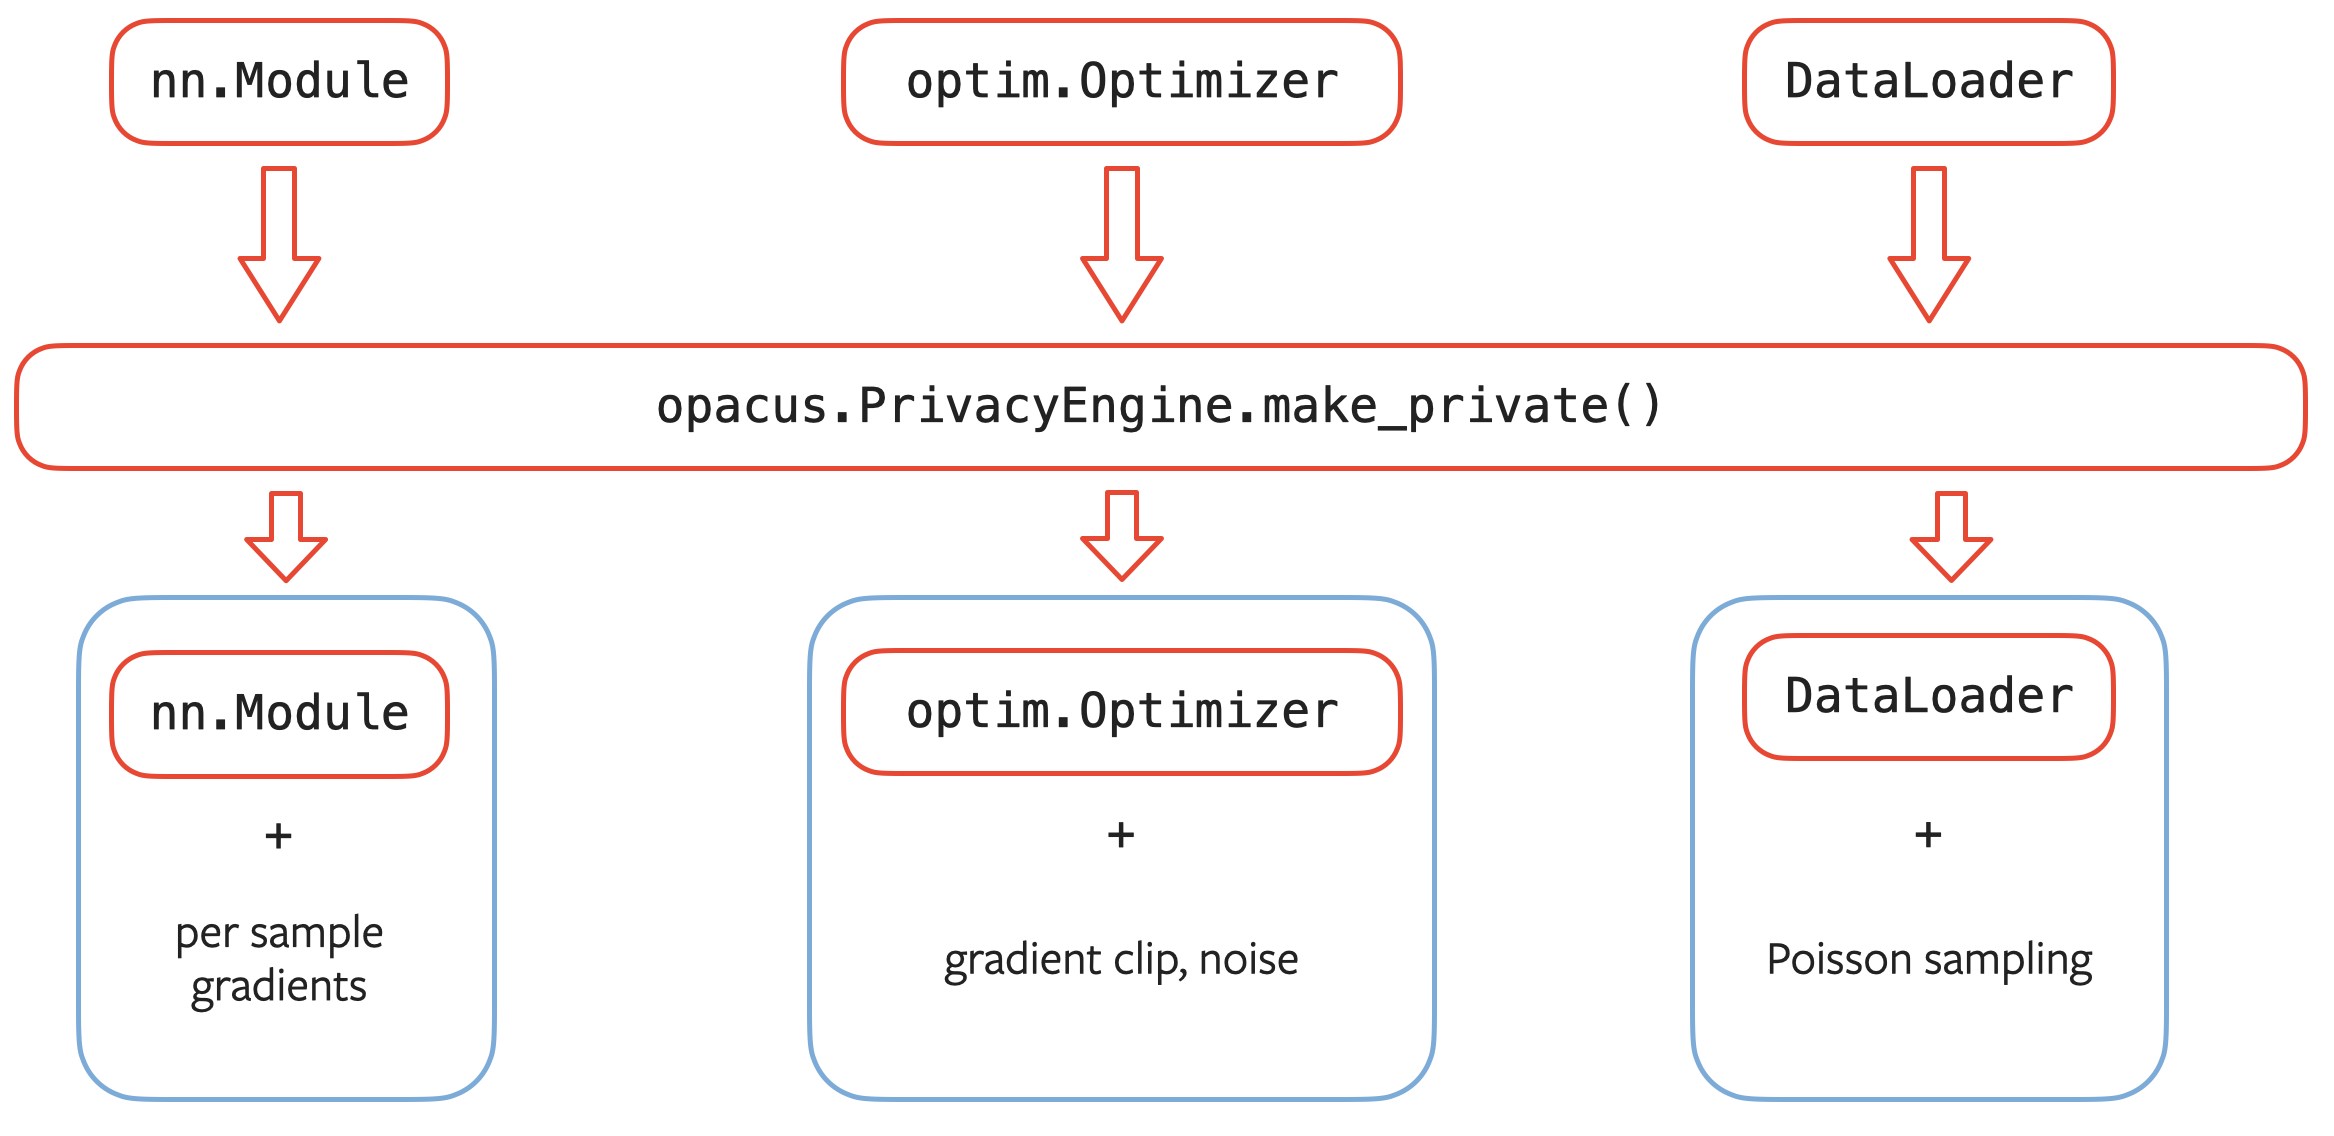 nn.Module
optim.Optimizer
DataLoader
opacus.PrivacyEngine.make_private()
nn.Module
+
per sample
gradients
optim.Optimizer
+
gradient clip, noise
DataLoader
+
Poisson sampling